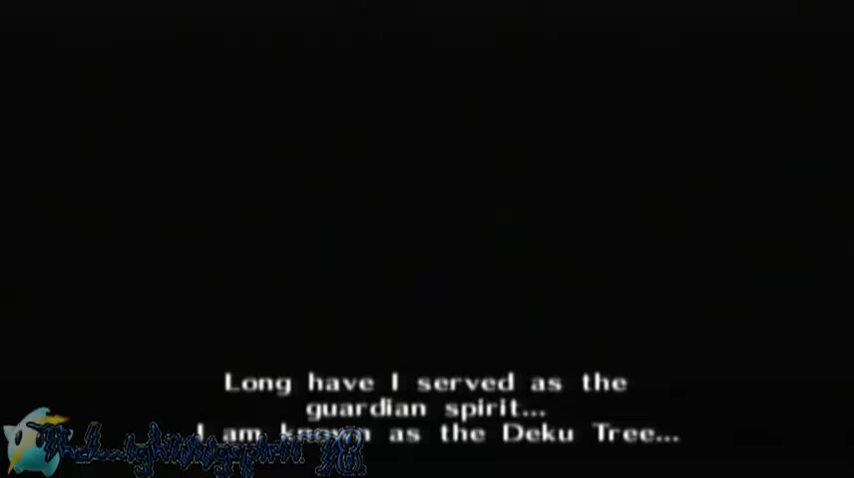 Long have I served as the
guardian spirit...
I am known as the Deku Tree...